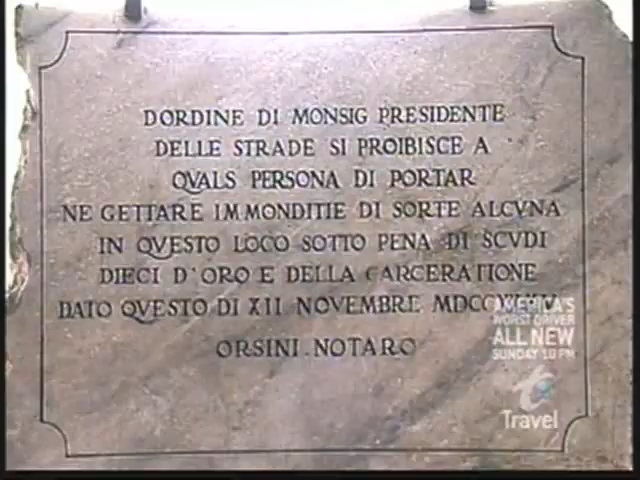 DORDINE DI MONSIG PRESIDENTE
DELLE STRADE SI PROIBISCE A
QVALS PERSONA DI PORTAR
NE GETTARE IMMONDITIE DI SORTE ALCVNA
IN QVESTO LOCO SOTTO PENA DI SCVDI
DIECI D'ORO E DELLA CARCERATIONE
DATO QVESTO DI XII NOVEMBRE
ORSINI . NOTARO
AMERICA'S
WORST DRIVER
ALL NEW
SUNDAY 10 PM
t
Travel